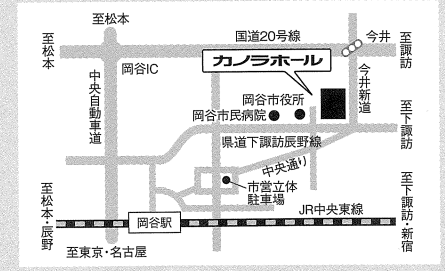 至松本
国道20号線
今井
至松本
至諏訪
岡谷IC
カノラホール
中央自動車道
今井新道
岡谷市役所
岡谷市民病院
至下諏訪
県道下諏訪辰野線
中央通り
市営立体
駐車場
至松本・辰野
至下諏訪・新宿
JR中央東線
岡谷駅
至東京・名古屋